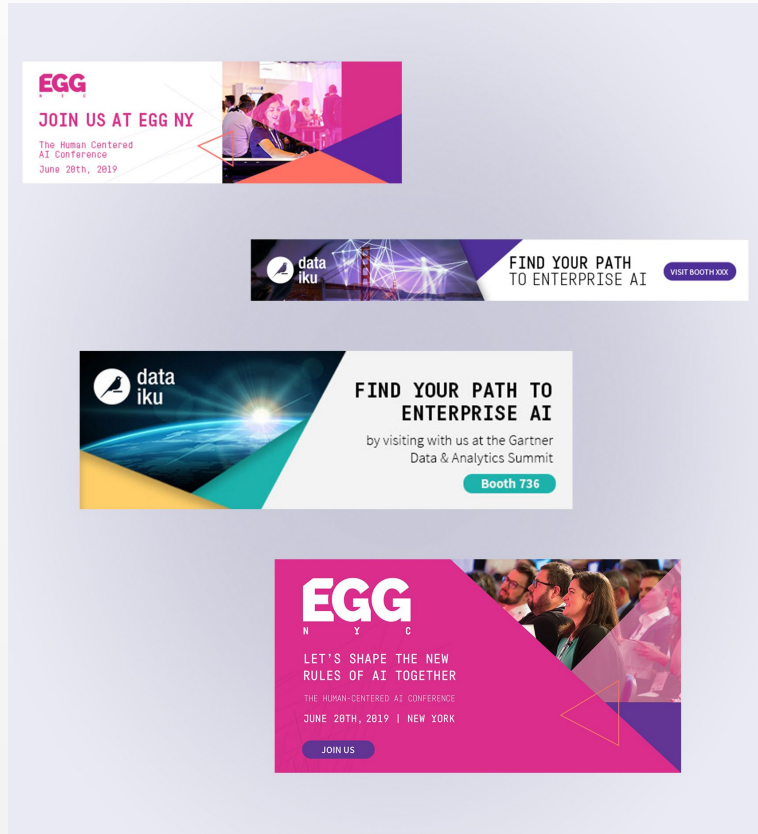 EGG
N Y C
JOIN US AT EGG NY
The Human Centered
AI Conference
June 20th, 2019
data
iku
FIND YOUR PATH
TO ENTERPRISE AI
VISIT BOOTH XXX
data
iku
FIND YOUR PATH TO
ENTERPRISE AI
by visiting with us at the Gartner
Data & Analytics Summit
Booth 736
EGG
N Y C
LET'S SHAPE THE NEW
RULES OF AI TOGETHER
THE HUMAN-CENTERED AI CONFERENCE
JUNE 20TH, 2019 | NEW YORK
JOIN US